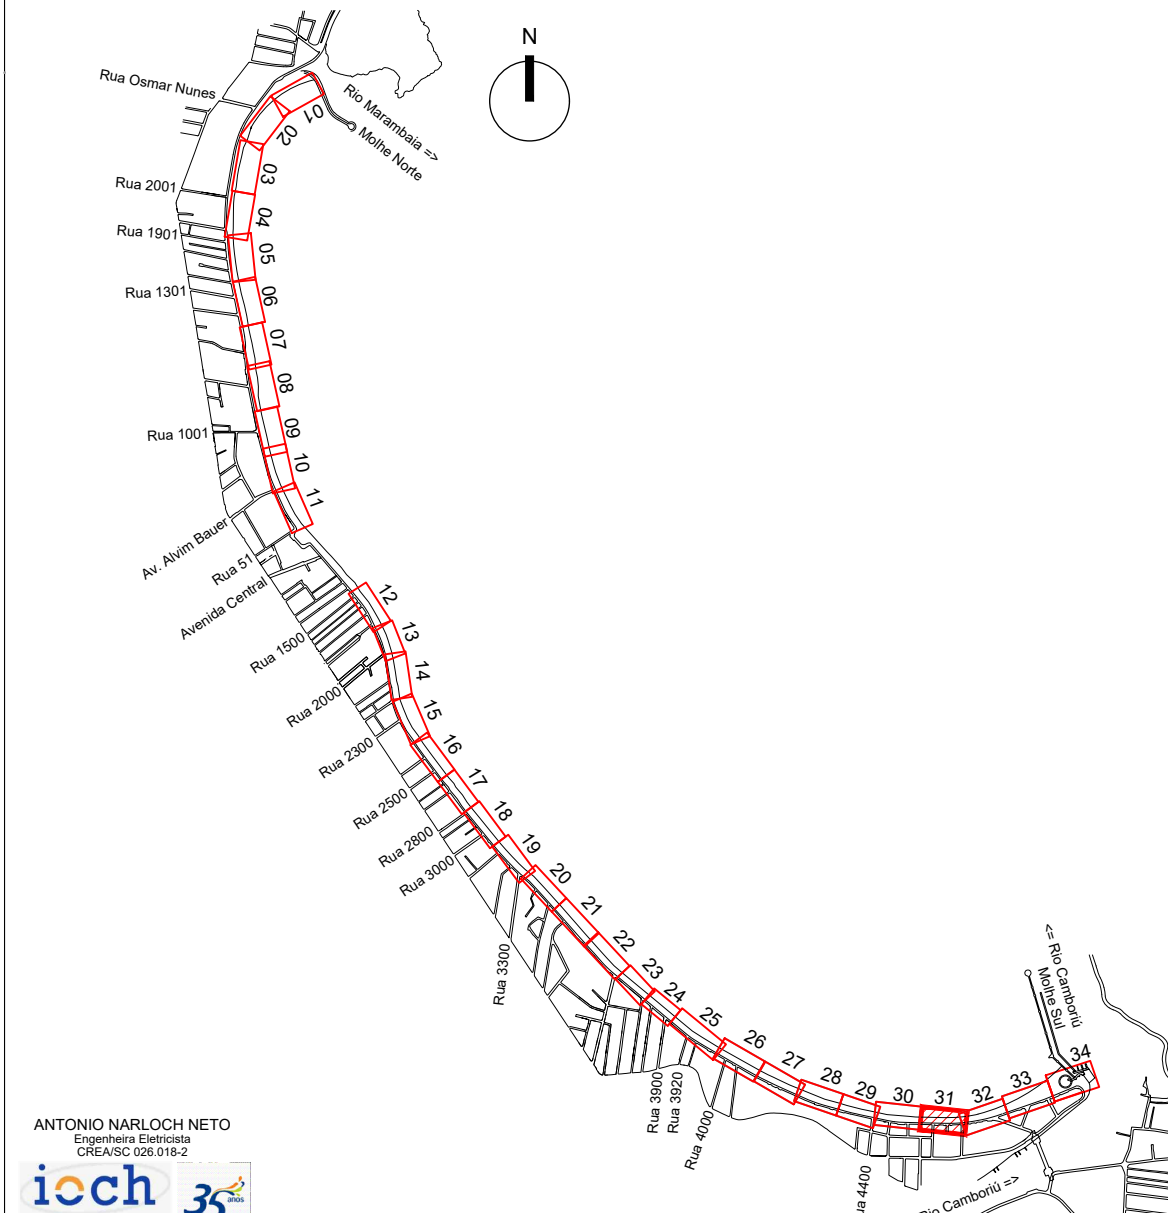 N
Rua Osmar Nunes
Rio Marambaia =>
Molhe Norte
01
02
03
Rua 2001
04
Rua 1901
05
Rua 1301
06
07
08
Rua 1001
09
10
11
Av. Alvim Bauer
Rua 51
Avenida Central
12
Rua 1500
13
14
Rua 2000
15
Rua 2300
16
Rua 2500
17
Rua 2800
18
Rua 3000
19
20
21
Rua 3300
22
23
24
25
<= Rio Camboriú
Molhe Sul
26
27
28
29
30
31
32
33
34
Rua 3900
Rua 3920
Rua 4000
ua 4400
Rio Camboriú =>
ANTONIO NARLOCH NETO
Engenheira Eletricista
CREA/SC 026.018-2
ioch
35 anos